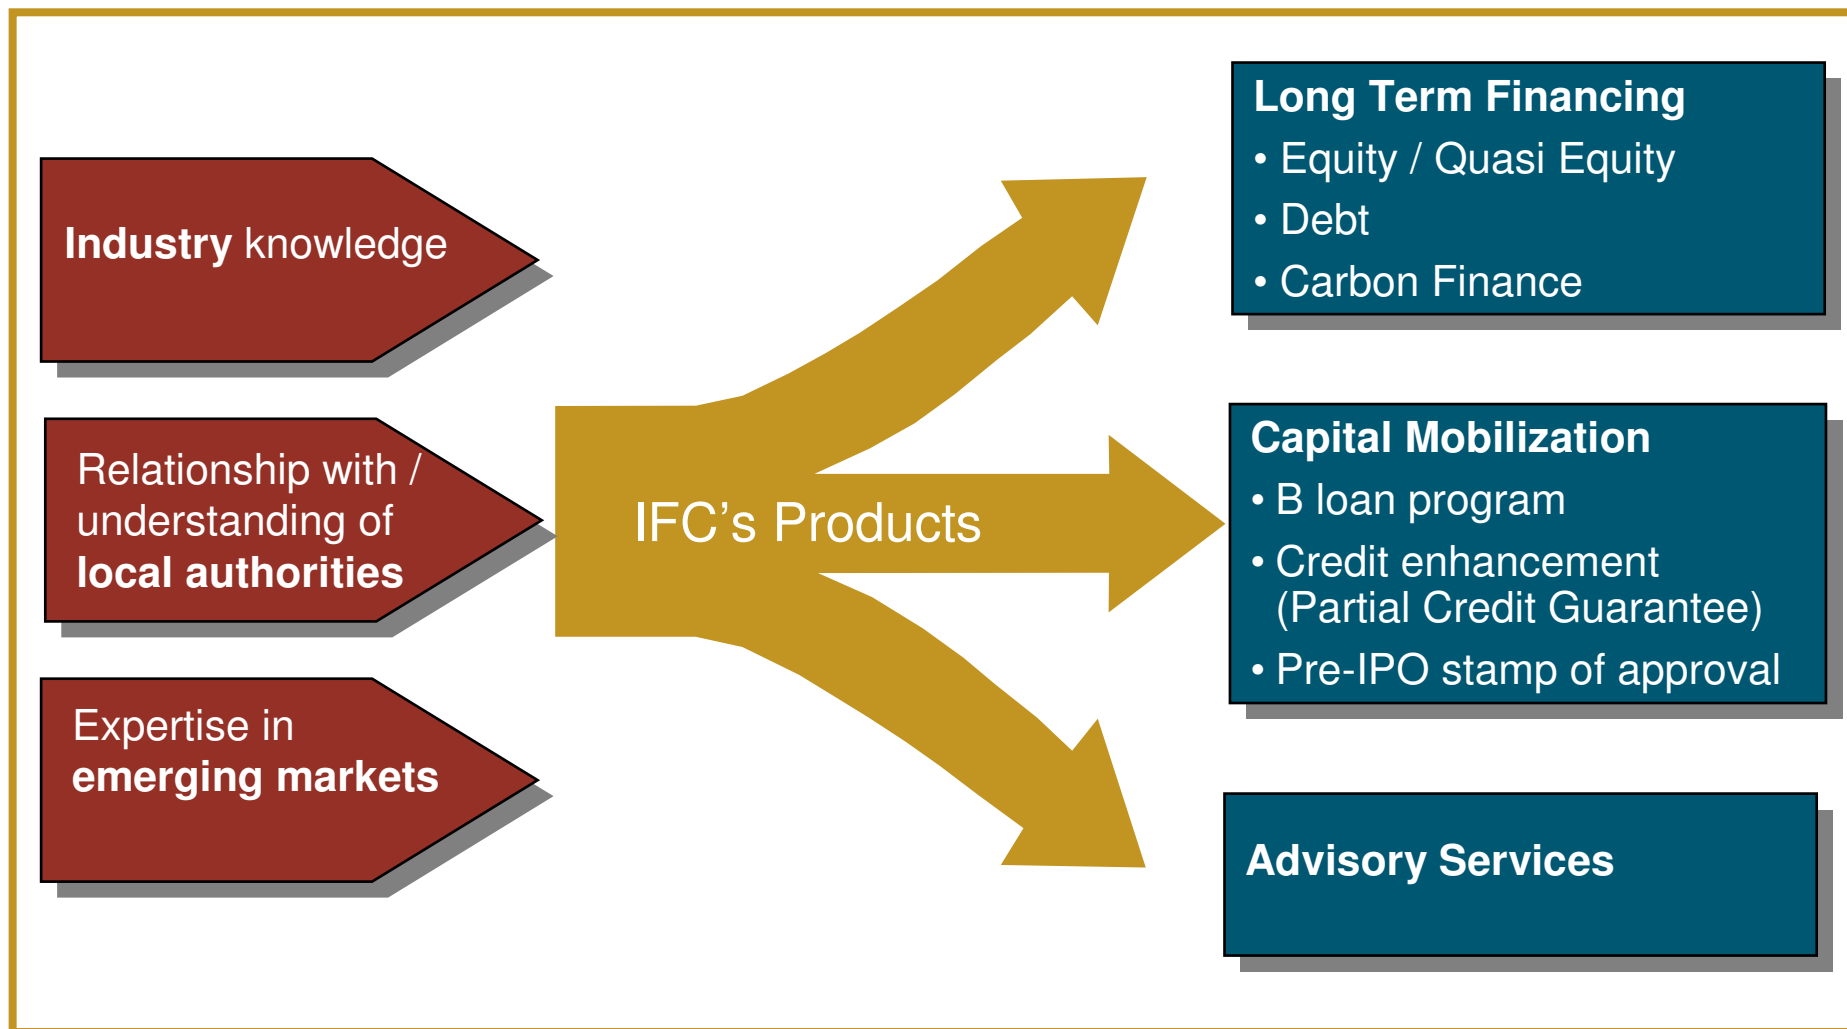 Industry knowledge
Relationship with /
understanding of
local authorities
Expertise in
emerging markets
IFC’s Products
Long Term Financing
• Equity / Quasi Equity
• Debt
• Carbon Finance
Capital Mobilization
• B loan program
• Credit enhancement
(Partial Credit Guarantee)
• Pre-IPO stamp of approval
Advisory Services